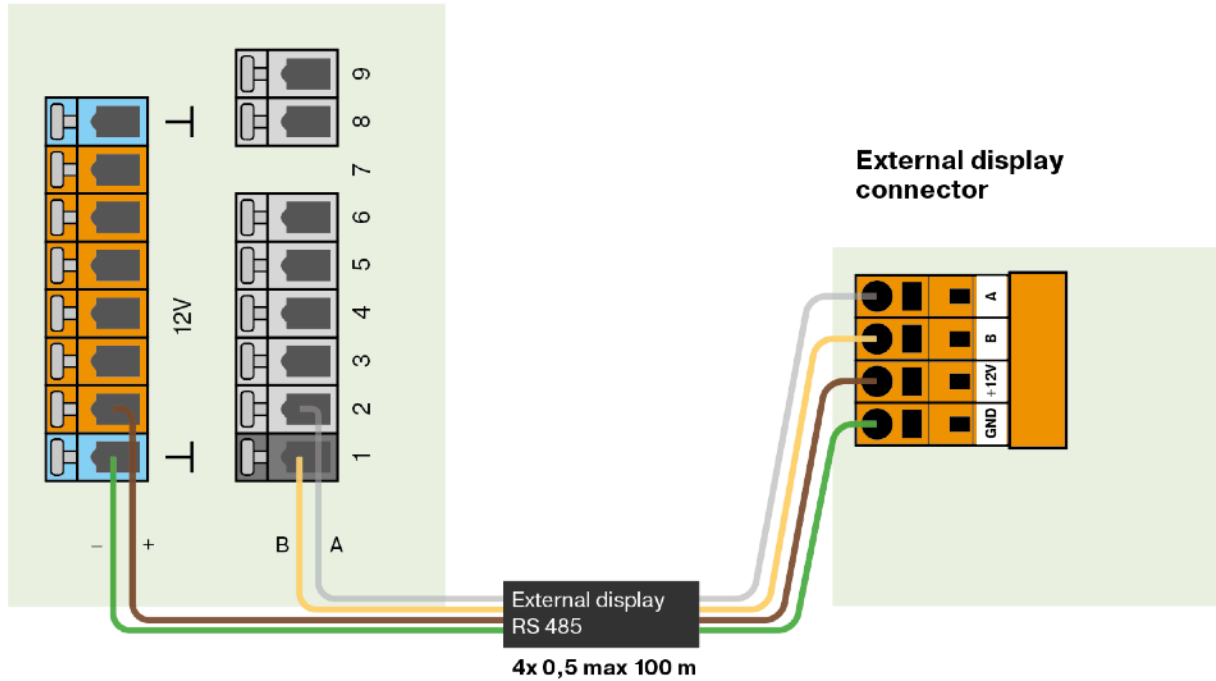 9
8
7
6
5
4
3
2
1
12V
– +
B A
External display
connector
A
B
+12V
GND
External display
RS 485
4x 0,5 max 100 m